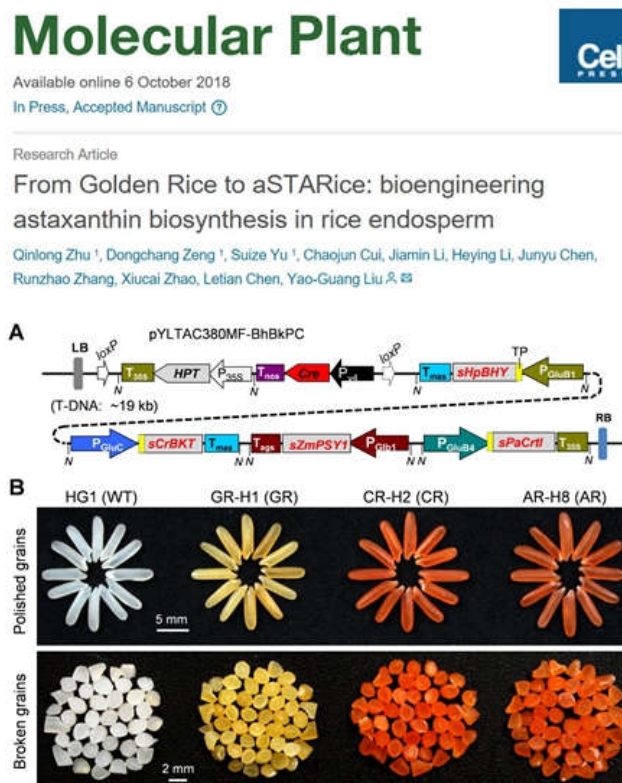 Molecular Plant
Cel
PRESS
Available online 6 October 2018
In Press, Accepted Manuscript ?
Research Article
From Golden Rice to aSTARice: bioengineering
astaxanthin biosynthesis in rice endosperm
Qinlong Zhu 1, Dongchang Zeng 1, Suize Yu 1, Chaojun Cui, Jiamin Li, Heying Li, Junyu Chen,
Runzhao Zhang, Xiucai Zhao, Letian Chen, Yao-Guang Liu
A
pYLTAC380MF-BhBkPC
LB loxP loxP TP
T35S HPT P35S Tnos Cre Tmas sHpBHY PGluB1
N N N N
(T-DNA: ~19 kb)
RB
PGluC sCrBKT Tmas Tags sZmPSY1 PGlb1 PGluB4 sPaCrtI T35S
N N N N N
B
HG1 (WT) GR-H1 (GR) CR-H2 (CR) AR-H8 (AR)
Polished grains
5 mm
Broken grains
2 mm